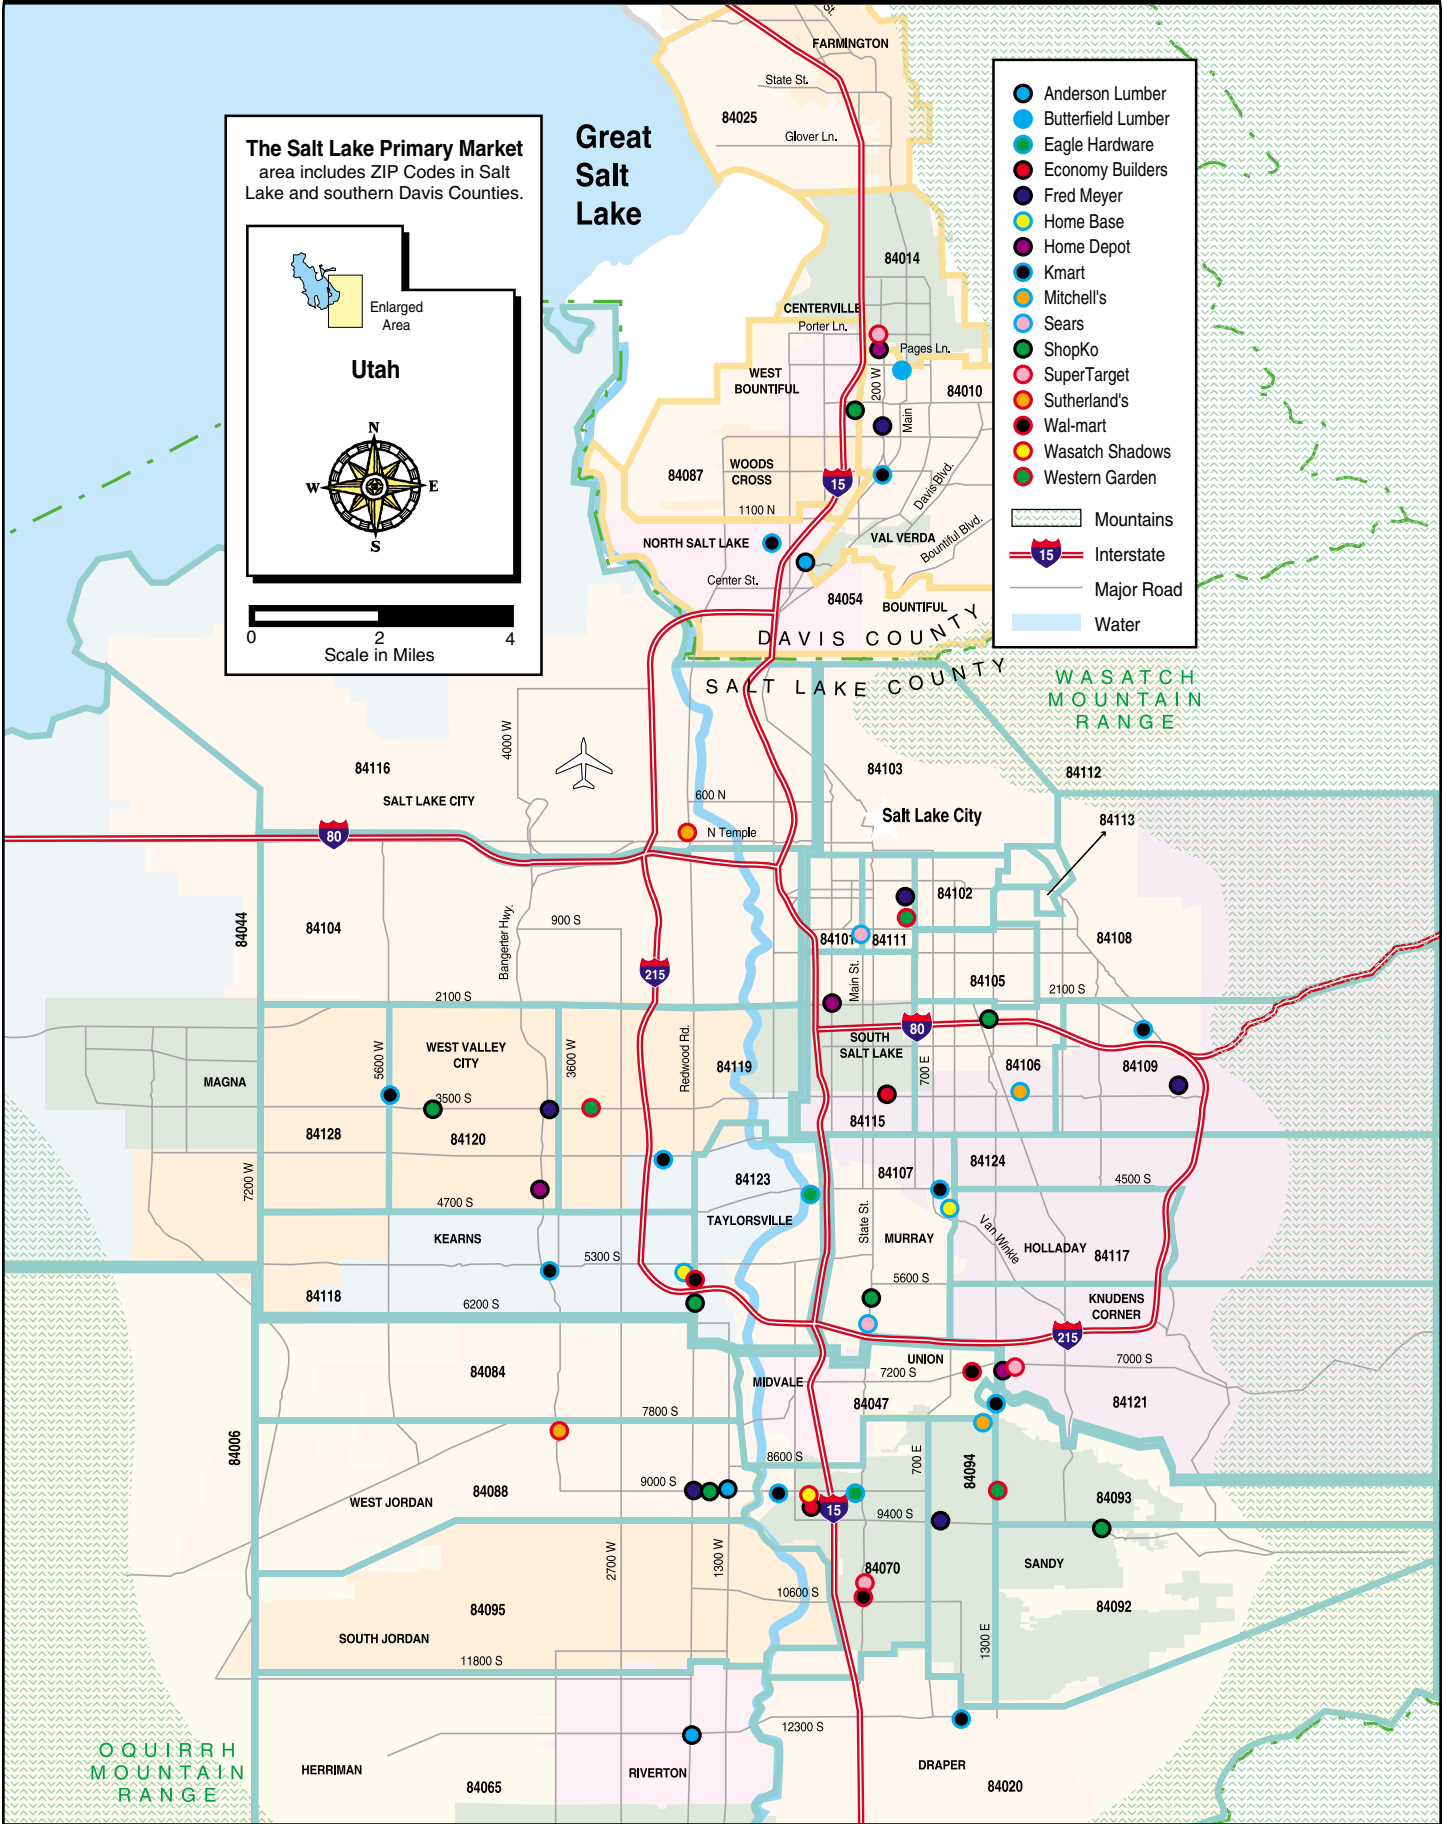 St.
FARMINGTON
State St.
84025
Glover Ln.
The Salt Lake Primary Market
area includes ZIP Codes in Salt
Lake and southern Davis Counties.
Enlarged
Area
Utah
N
W
E
S
0
2
4
Scale in Miles
Great
Salt
Lake
Anderson Lumber
Butterfield Lumber
Eagle Hardware
Economy Builders
Fred Meyer
Home Base
Home Depot
Kmart
Mitchell's
Sears
ShopKo
SuperTarget
Sutherland's
Wal-mart
Wasatch Shadows
Western Garden
Mountains
15
Interstate
Major Road
Water
84014
CENTERVILLE
Porter Ln.
Pages Ln.
WEST
BOUNTIFUL
200 W
84010
Main
WOODS
CROSS
84087
15
Davis Blvd.
1100 N
NORTH SALT LAKE
VAL VERDA
Bountiful Blvd.
Center St.
84054
BOUNTIFUL
DAVIS COUNTY
SALT LAKE COUNTY
WASATCH
MOUNTAIN
RANGE
4000 W
84116
SALT LAKE CITY
84103
84112
600 N
Salt Lake City
84113
80
N Temple
84102
84044
84104
Bangerter Hwy.
900 S
84101
84111
84108
215
Main St.
84105
2100 S
2100 S
80
SOUTH
SALT LAKE
WEST VALLEY
CITY
5600 W
3600 W
Redwood Rd.
84119
700 E
84106
84109
MAGNA
3500 S
84115
84128
84120
84107
84124
84123
7200 W
4700 S
4500 S
TAYLORSVILLE
State St.
Van Winkle
KEARNS
MURRAY
HOLLADAY
84117
5300 S
5600 S
84118
6200 S
KNUDENS
CORNER
215
UNION
7000 S
7200 S
84084
MIDVALE
84047
84121
7800 S
84006
8600 S
700 E
84094
9000 S
WEST JORDAN
84088
15
9400 S
84093
2700 W
1300 W
84070
SANDY
10600 S
84095
84092
SOUTH JORDAN
1300 E
11800 S
12300 S
OQUIRRH
MOUNTAIN
RANGE
HERRIMAN
RIVERTON
DRAPER
84065
84020